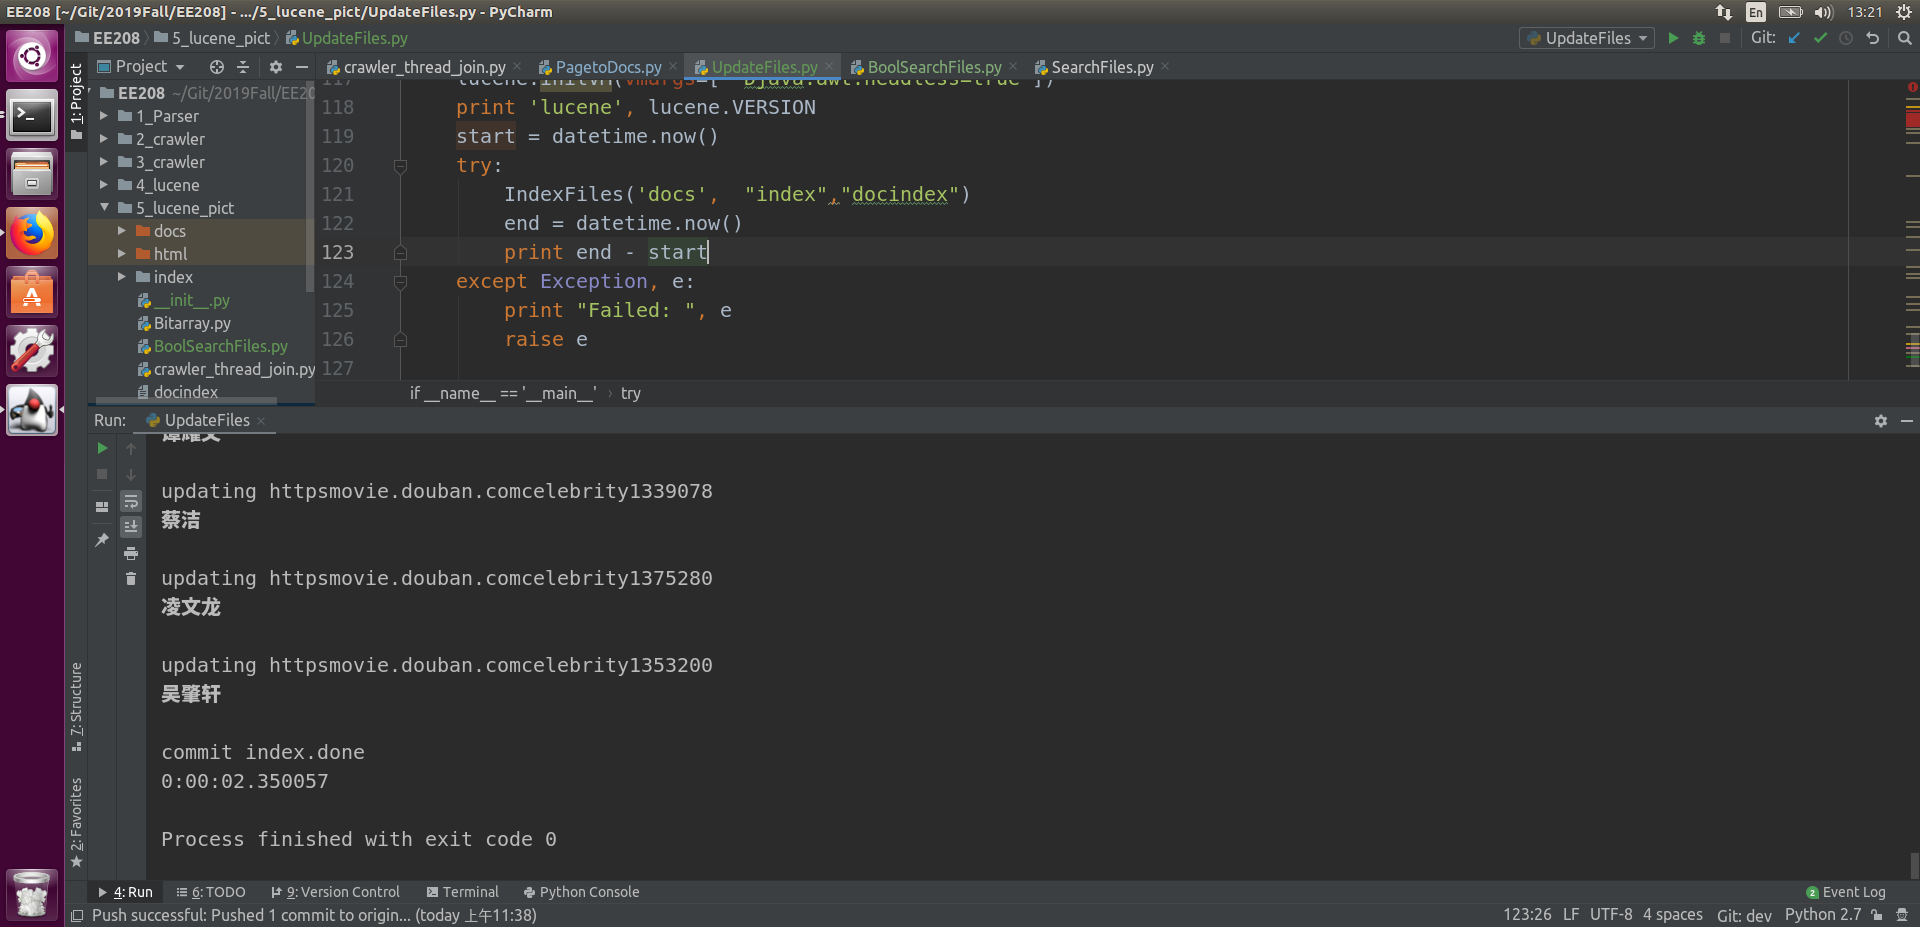 EE208 [~/Git/2019Fall/EE208] - .../5_lucene_pict/UpdateFiles.py - PyCharm
En
13:21
EE208
5_lucene_pict
UpdateFiles.py
UpdateFiles
Git:
Project
crawler_thread_join.py
PagetoDocs.py
UpdateFiles.py
BoolSearchFiles.py
SearchFiles.py
1: Project
EE208 ~/Git/2019Fall/EE20
1_Parser
2_crawler
3_crawler
4_lucene
5_lucene_pict
docs
html
index
__init__.py
Bitarray.py
BoolSearchFiles.py
crawler_thread_join.py
docindex
117 lucene.initVM(vmargs=['-Djava.awt.headless=true'])
118 print 'lucene', lucene.VERSION
119 start = datetime.now()
120 try:
121 IndexFiles('docs',  "index","docindex")
122 end = datetime.now()
123 print end - start
124 except Exception, e:
125 print "Failed: ", e
126 raise e
127
if __name__ == '__main__' › try
Run:
UpdateFiles
updating httpsmovie.douban.comcelebrity1339078
蔡洁
updating httpsmovie.douban.comcelebrity1375280
凌文龙
updating httpsmovie.douban.comcelebrity1353200
吴肇轩
commit index.done
0:00:02.350057
Process finished with exit code 0
7: Structure
2: Favorites
4: Run
6: TODO
9: Version Control
Terminal
Python Console
2 Event Log
Push successful: Pushed 1 commit to origin... (today 上午11:38)
123:26
LF
UTF-8
4 spaces
Git: dev
Python 2.7